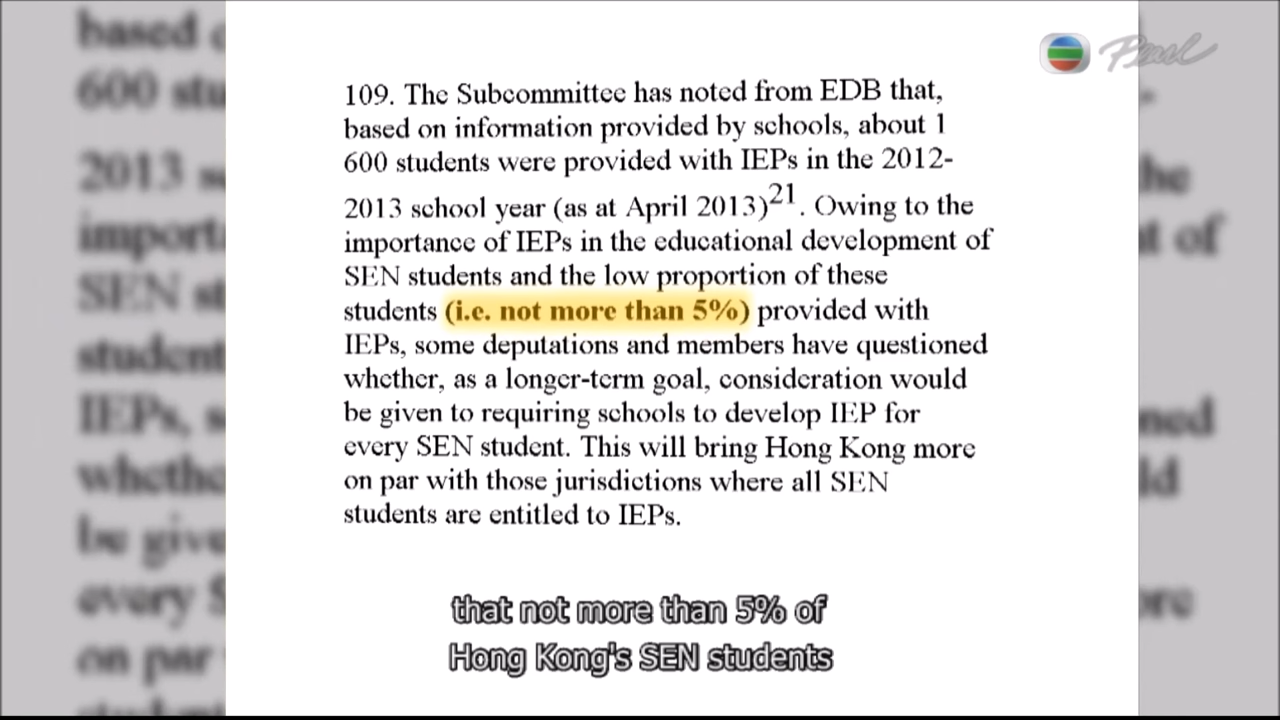 Pearl
109. The Subcommittee has noted from EDB that,
based on information provided by schools, about 1
600 students were provided with IEPs in the 2012-
2013 school year (as at April 2013)21. Owing to the
importance of IEPs in the educational development of
SEN students and the low proportion of these
students (i.e. not more than 5%) provided with
IEPs, some deputations and members have questioned
whether, as a longer-term goal, consideration would
be given to requiring schools to develop IEP for
every SEN student. This will bring Hong Kong more
on par with those jurisdictions where all SEN
students are entitled to IEPs.
that not more than 5% of
Hong Kong's SEN students